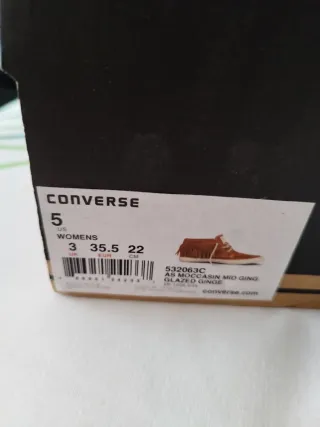 CONVERSE
5
US
WOMENS
3 35.5 22
UK EUR CM
532063C
AS MOCCASIN MID GING.
GLAZED GINGE.
converse.com